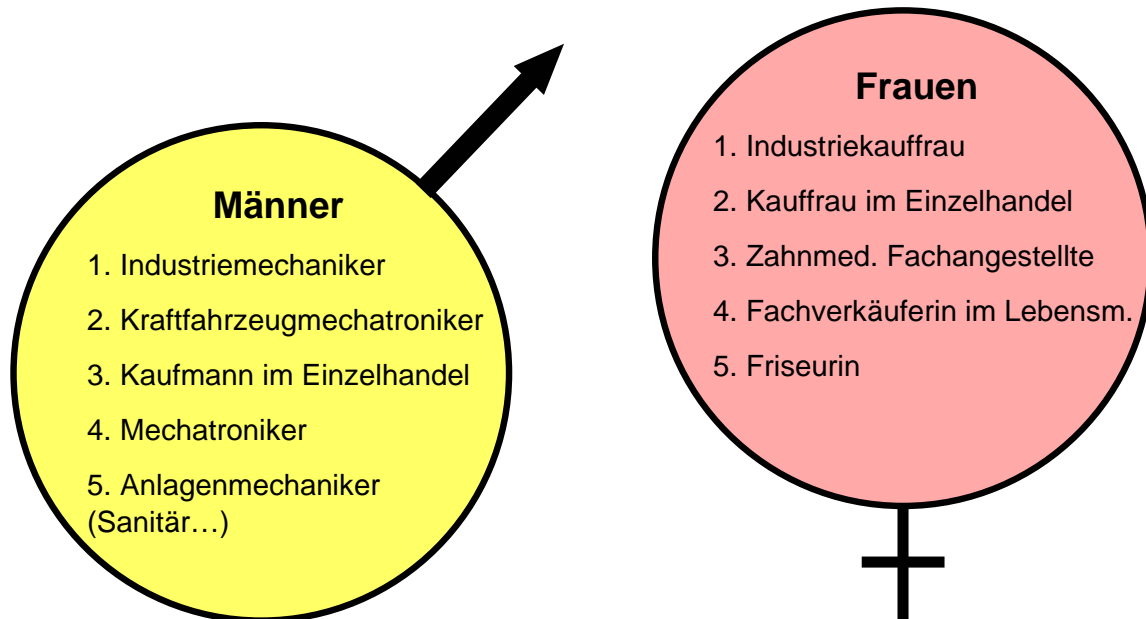 Männer
1. Industriemechaniker
2. Kraftfahrzeugmechatroniker
3. Kaufmann im Einzelhandel
4. Mechatroniker
5. Anlagenmechaniker
(Sanitär…)
Frauen
1. Industriekauffrau
2. Kauffrau im Einzelhandel
3. Zahnmed. Fachangestellte
4. Fachverkäuferin im Lebensm.
5. Friseurin